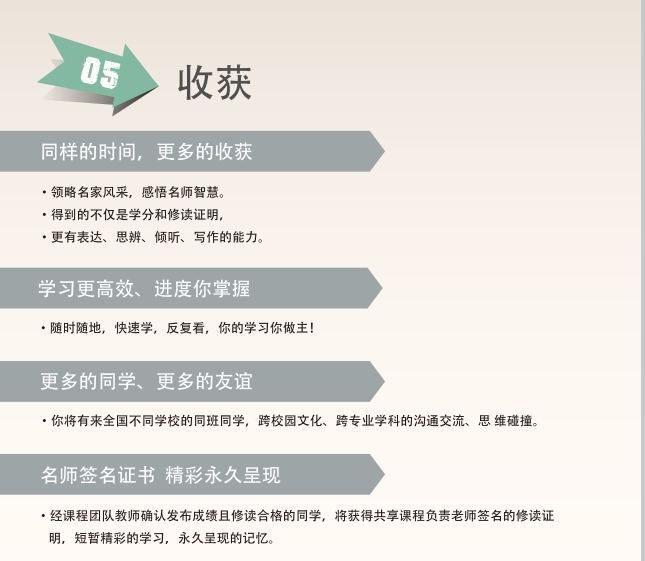 05
收获
同样的时间，更多的收获
• 领略名家风采，感悟名师智慧。
• 得到的不仅是学分和修读证明，
• 更有表达、思辨、倾听、写作的能力。
学习更高效、进度你掌握
• 随时随地，快速学，反复看，你的学习你做主！
更多的同学、更多的友谊
• 你将有来全国不同学校的同班同学，跨校园文化、跨专业学科的沟通交流、思 维碰撞。
名师签名证书 精彩永久呈现
• 经课程团队教师确认发布成绩且修读合格的同学，将获得共享课程负责老师签名的修读证
明，短暂精彩的学习，永久呈现的记忆。